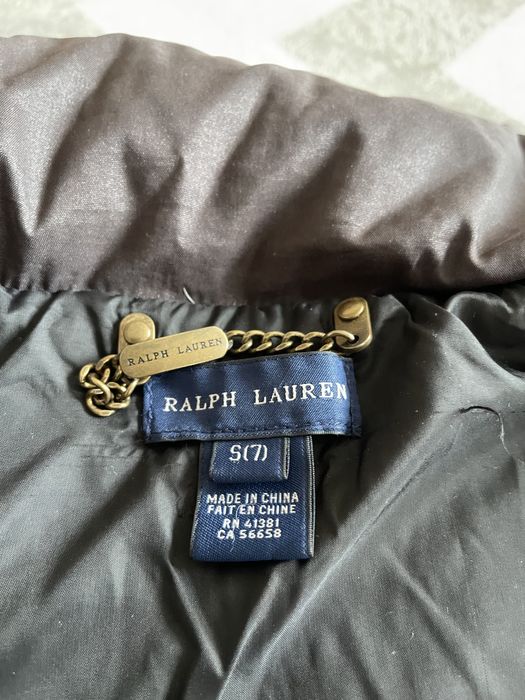 RALPH LAUREN
RALPH LAUREN
S(7)
MADE IN CHINA
FAIT/EN CHINE
RN 41381
CA 56658